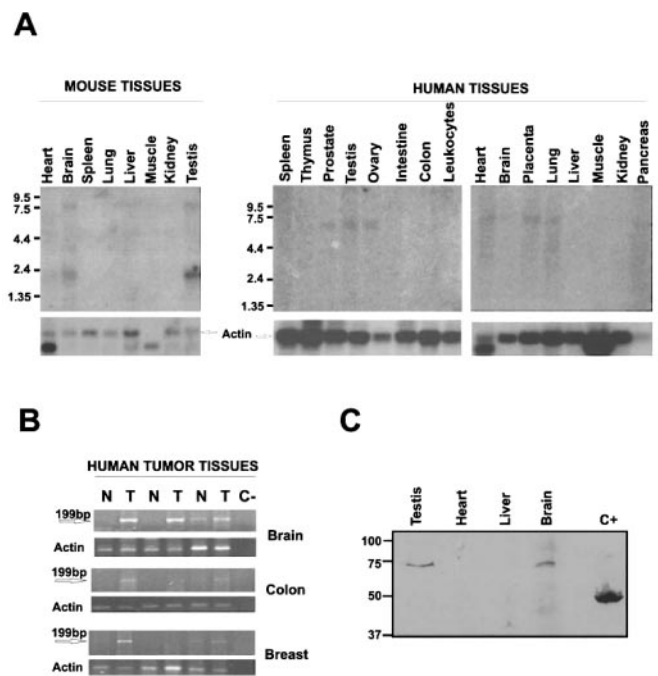 A
MOUSE TISSUES
HUMAN TISSUES
Heart
Brain
Spleen
Lung
Liver
Muscle
Kidney
Testis
Spleen
Thymus
Prostate
Testis
Ovary
Intestine
Colon
Leukocytes
Heart
Brain
Placenta
Lung
Liver
Muscle
Kidney
Pancreas
9.5
7.5
4.4
2.4
1.35
9.5
7.5
4.4
2.4
1.35
Actin
B
HUMAN TUMOR TISSUES
N T N T N T C-
199bp
Brain
Actin
199bp
Colon
Actin
199bp
Breast
Actin
C
Testis
Heart
Liver
Brain
C+
100
75
50
37